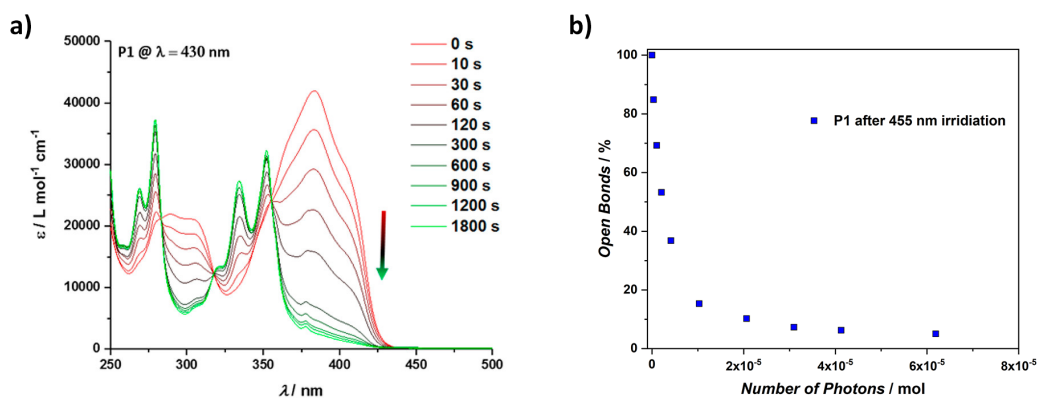 a)
P1 @ λ = 430 nm
50000
40000
30000
20000
10000
0
ε / L mol⁻¹ cm⁻¹
250
300
350
400
450
500
λ/ nm
0 s
10 s
30 s
60 s
120 s
300 s
600 s
900 s
1200 s
1800 s
b)
100
80
60
40
20
0
Open Bonds / %
P1 after 455 nm irridiation
0
2x10⁻⁵
4x10⁻⁵
6x10⁻⁵
8x10⁻⁵
Number of Photons / mol